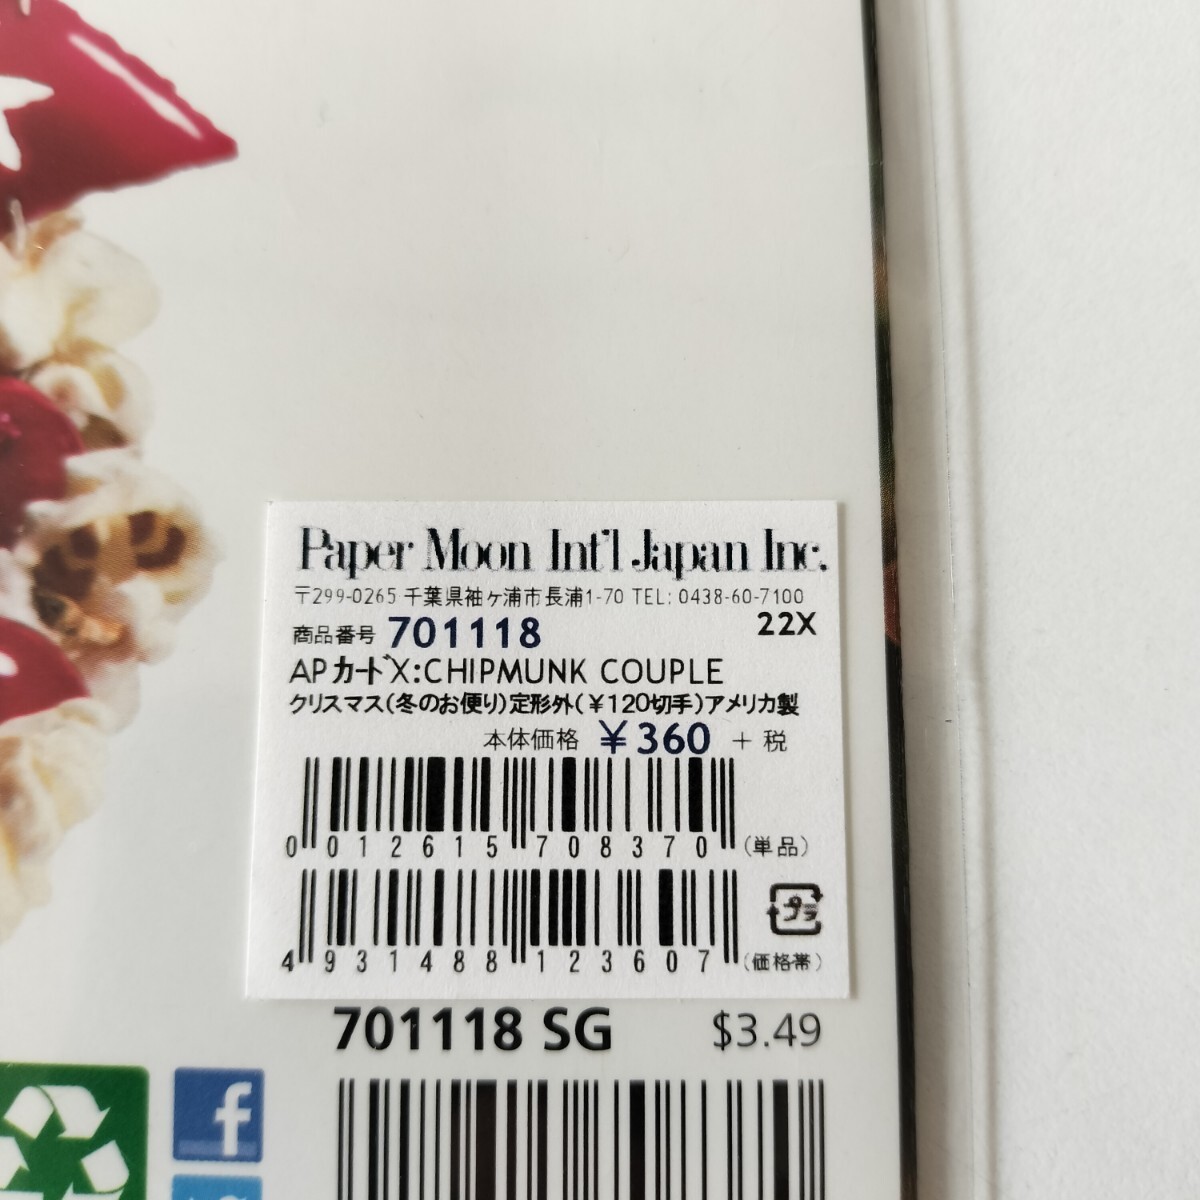 Paper Moon Int'l Japan Inc.
〒299-0265 千葉県袖ヶ浦市長浦1-70 TEL: 0438-60-7100
商品番号 701118 22X
APカードX:CHIPMUNK COUPLE
クリスマス(冬のお便り)定形外(¥120切手)アメリカ製
本体価格 ¥360 + 税
0 012615 708370 (単品)
プラ
4 931488 123607 (価格帯)
701118 SG $3.49
f